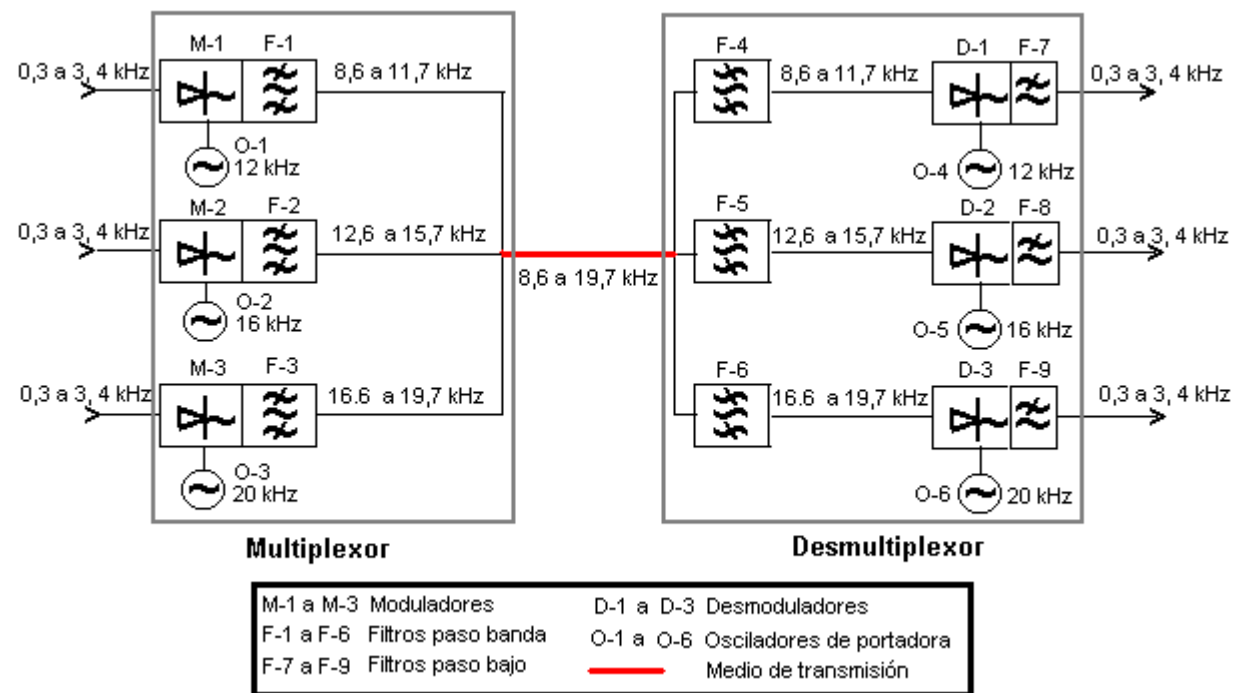 M-1 F-1
0,3 a 3, 4 kHz
8,6 a 11,7 kHz
O-1
12 kHz
M-2 F-2
0,3 a 3, 4 kHz
12,6 a 15,7 kHz
O-2
16 kHz
M-3 F-3
0,3 a 3, 4 kHz
16.6 a 19,7 kHz
O-3
20 kHz
Multiplexor
8,6 a 19,7 kHz
F-4
8,6 a 11,7 kHz
D-1 F-7
0,3 a 3, 4 kHz
O-4 12 kHz
F-5
12,6 a 15,7 kHz
D-2 F-8
0,3 a 3, 4 kHz
O-5 16 kHz
F-6
16.6 a 19,7 kHz
D-3 F-9
0,3 a 3, 4 kHz
O-6 20 kHz
Desmultiplexor
M-1 a M-3 Moduladores
F-1 a F-6 Filtros paso banda
F-7 a F-9 Filtros paso bajo
D-1 a D-3 Desmoduladores
O-1 a O-6 Osciladores de portadora
Medio de transmisión